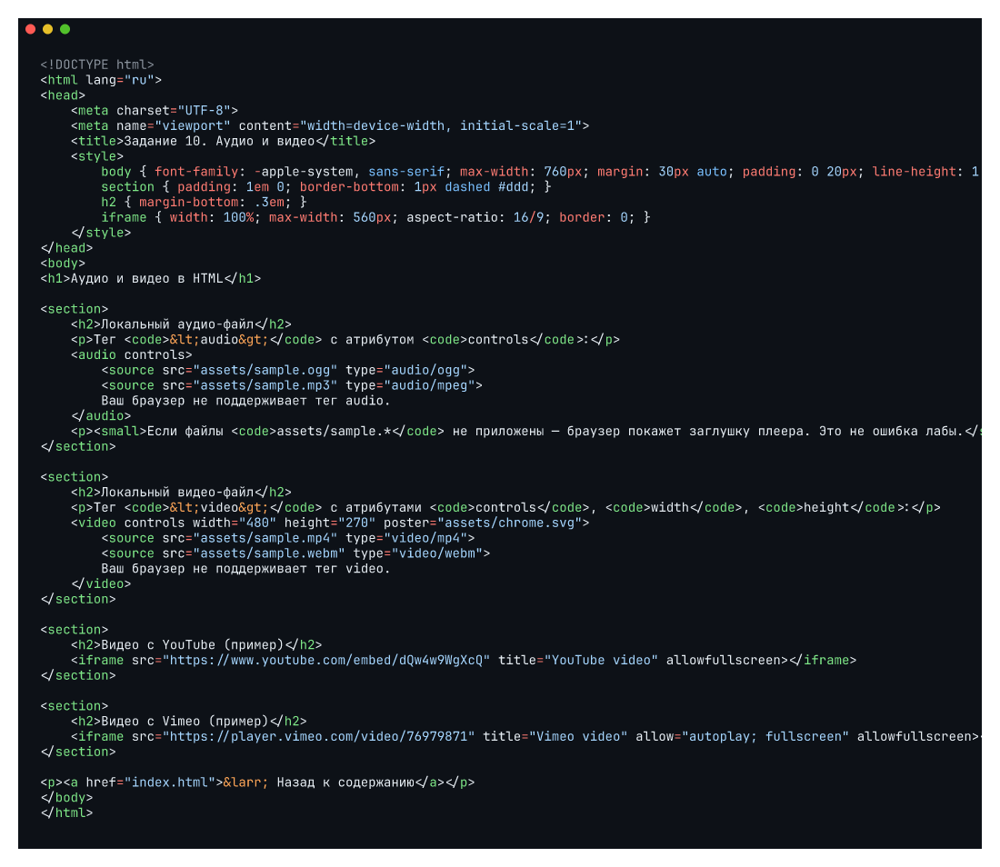 <!DOCTYPE html>
<html lang="ru">
<head>
    <meta charset="UTF-8">
    <meta name="viewport" content="width=device-width, initial-scale=1">
    <title>Задание 10. Аудио и видео</title>
    <style>
        body { font-family: -apple-system, sans-serif; max-width: 760px; margin: 30px auto; padding: 0 20px; line-height: 1
        section { padding: 1em 0; border-bottom: 1px dashed #ddd; }
        h2 { margin-bottom: .3em; }
        iframe { width: 100%; max-width: 560px; aspect-ratio: 16/9; border: 0; }
    </style>
</head>
<body>
<h1>Аудио и видео в HTML</h1>

<section>
    <h2>Локальный аудио-файл</h2>
    <p>Тег <code>&lt;audio&gt;</code> с атрибутом <code>controls</code>:</p>
    <audio controls>
        <source src="assets/sample.ogg" type="audio/ogg">
        <source src="assets/sample.mp3" type="audio/mpeg">
        Ваш браузер не поддерживает тег audio.
    </audio>
    <p><small>Если файлы <code>assets/sample.*</code> не приложены — браузер покажет заглушку плеера. Это не ошибка лабы.</s
</section>

<section>
    <h2>Локальный видео-файл</h2>
    <p>Тег <code>&lt;video&gt;</code> с атрибутами <code>controls</code>, <code>width</code>, <code>height</code>:</p>
    <video controls width="480" height="270" poster="assets/chrome.svg">
        <source src="assets/sample.mp4" type="video/mp4">
        <source src="assets/sample.webm" type="video/webm">
        Ваш браузер не поддерживает тег video.
    </video>
</section>

<section>
    <h2>Видео с YouTube (пример)</h2>
    <iframe src="https://www.youtube.com/embed/dQw4w9WgXcQ" title="YouTube video" allowfullscreen></iframe>
</section>

<section>
    <h2>Видео с Vimeo (пример)</h2>
    <iframe src="https://player.vimeo.com/video/76979871" title="Vimeo video" allow="autoplay; fullscreen" allowfullscreen><
</section>

<p><a href="index.html">&larr; Назад к содержанию</a></p>
</body>
</html>